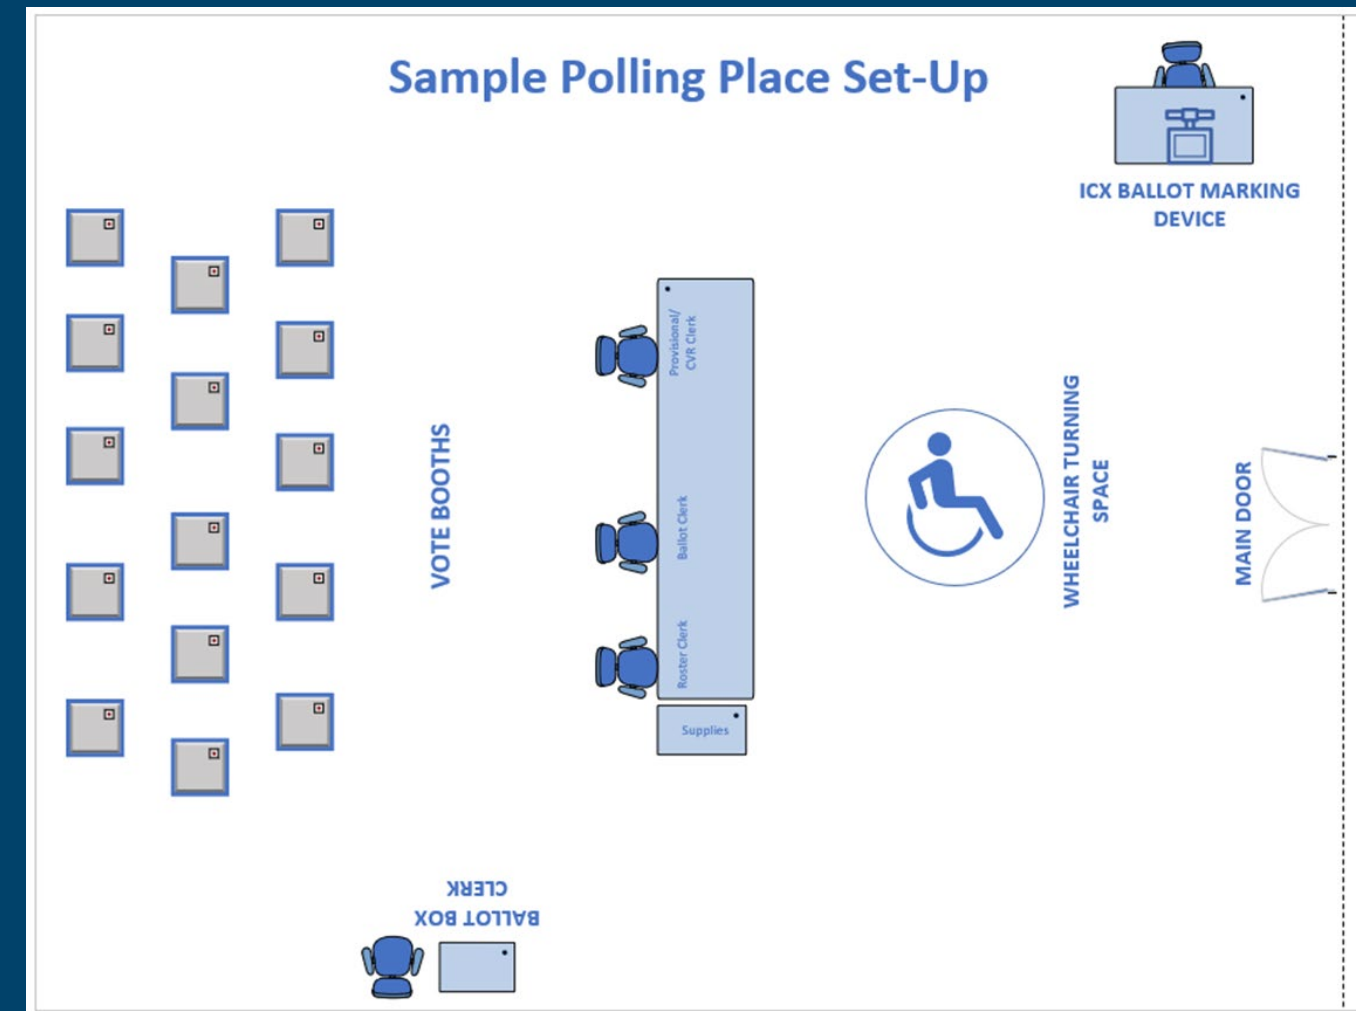 Sample Polling Place Set-Up
ICX BALLOT MARKING
DEVICE
Provisional/
CVR Clerk
Ballot Clerk
Roster Clerk
Supplies
VOTE BOOTHS
WHEELCHAIR TURNING
SPACE
MAIN DOOR
BALLOT BOX
CLERK